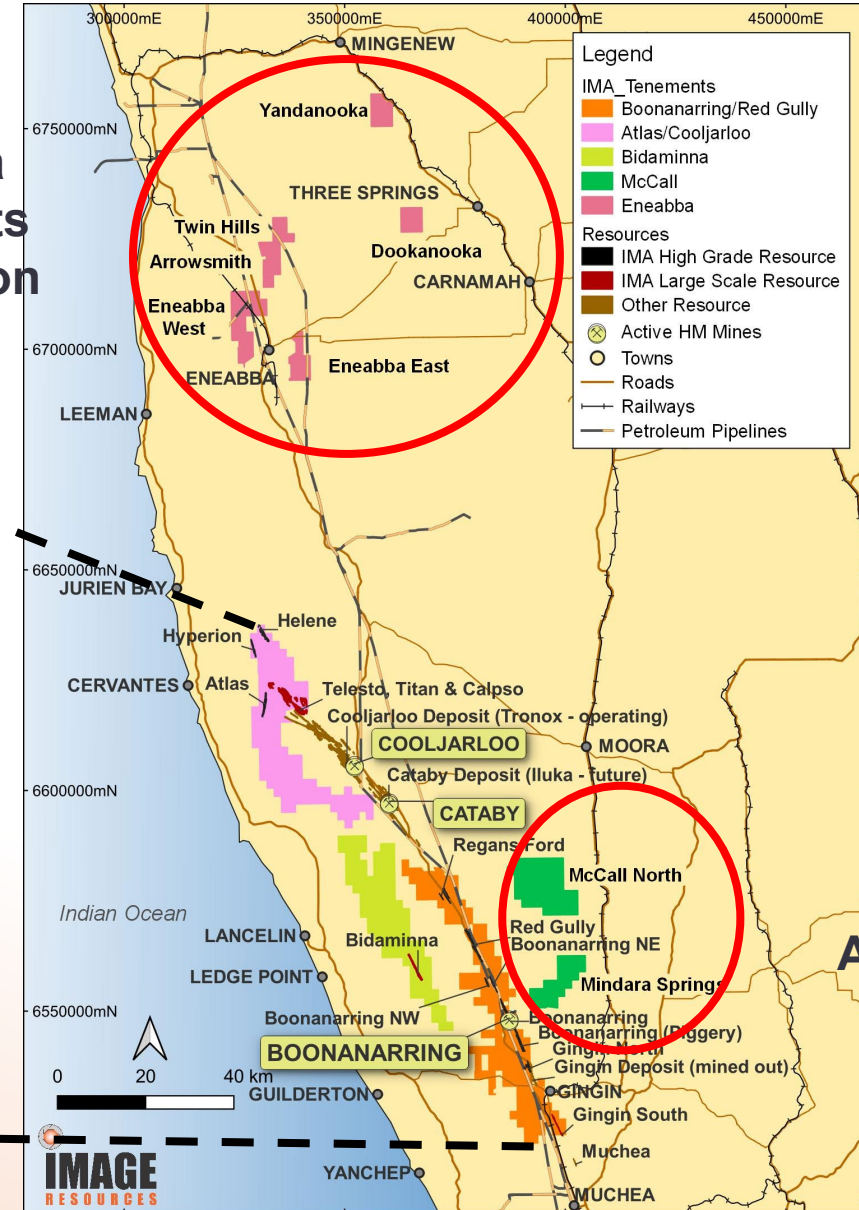 300000mE
350000mE
400000mE
450000mE
MINGENEW
Legend
IMA_Tenements
Boonanarring/Red Gully
Atlas/Cooljarloo
Bidaminna
McCall
Eneabba
Resources
IMA High Grade Resource
IMA Large Scale Resource
Other Resource
Active HM Mines
Towns
Roads
Railways
Petroleum Pipelines
Yandanooka
6750000mN
a
ts
on
THREE SPRINGS
Twin Hills
Dookanooka
Arrowsmith
CARNAMAH
Eneabba
West
6700000mN
Eneabba East
ENEABBA
LEEMAN
6650000mN
JURIEN BAY
Helene
Hyperion
CERVANTES
Atlas
Telesto, Titan & Calpso
Cooljarloo Deposit (Tronox - operating)
COOLJARLOO
MOORA
Cataby Deposit (Iluka - future)
6600000mN
CATABY
Regans Ford
McCall North
Indian Ocean
Red Gully
LANCELIN
Bidaminna
Boonanarring NE
A
LEDGE POINT
Mindara Springs
6550000mN
Boonanarring NW
Boonanarring
Boonanarring (Piggery)
BOONANARRING
Gingin North
Gingin Deposit (mined out)
0 20 40 km
GUILDERTON
GINGIN
Gingin South
Muchea
IMAGE
RESOURCES
YANCHEP
MUCHEA